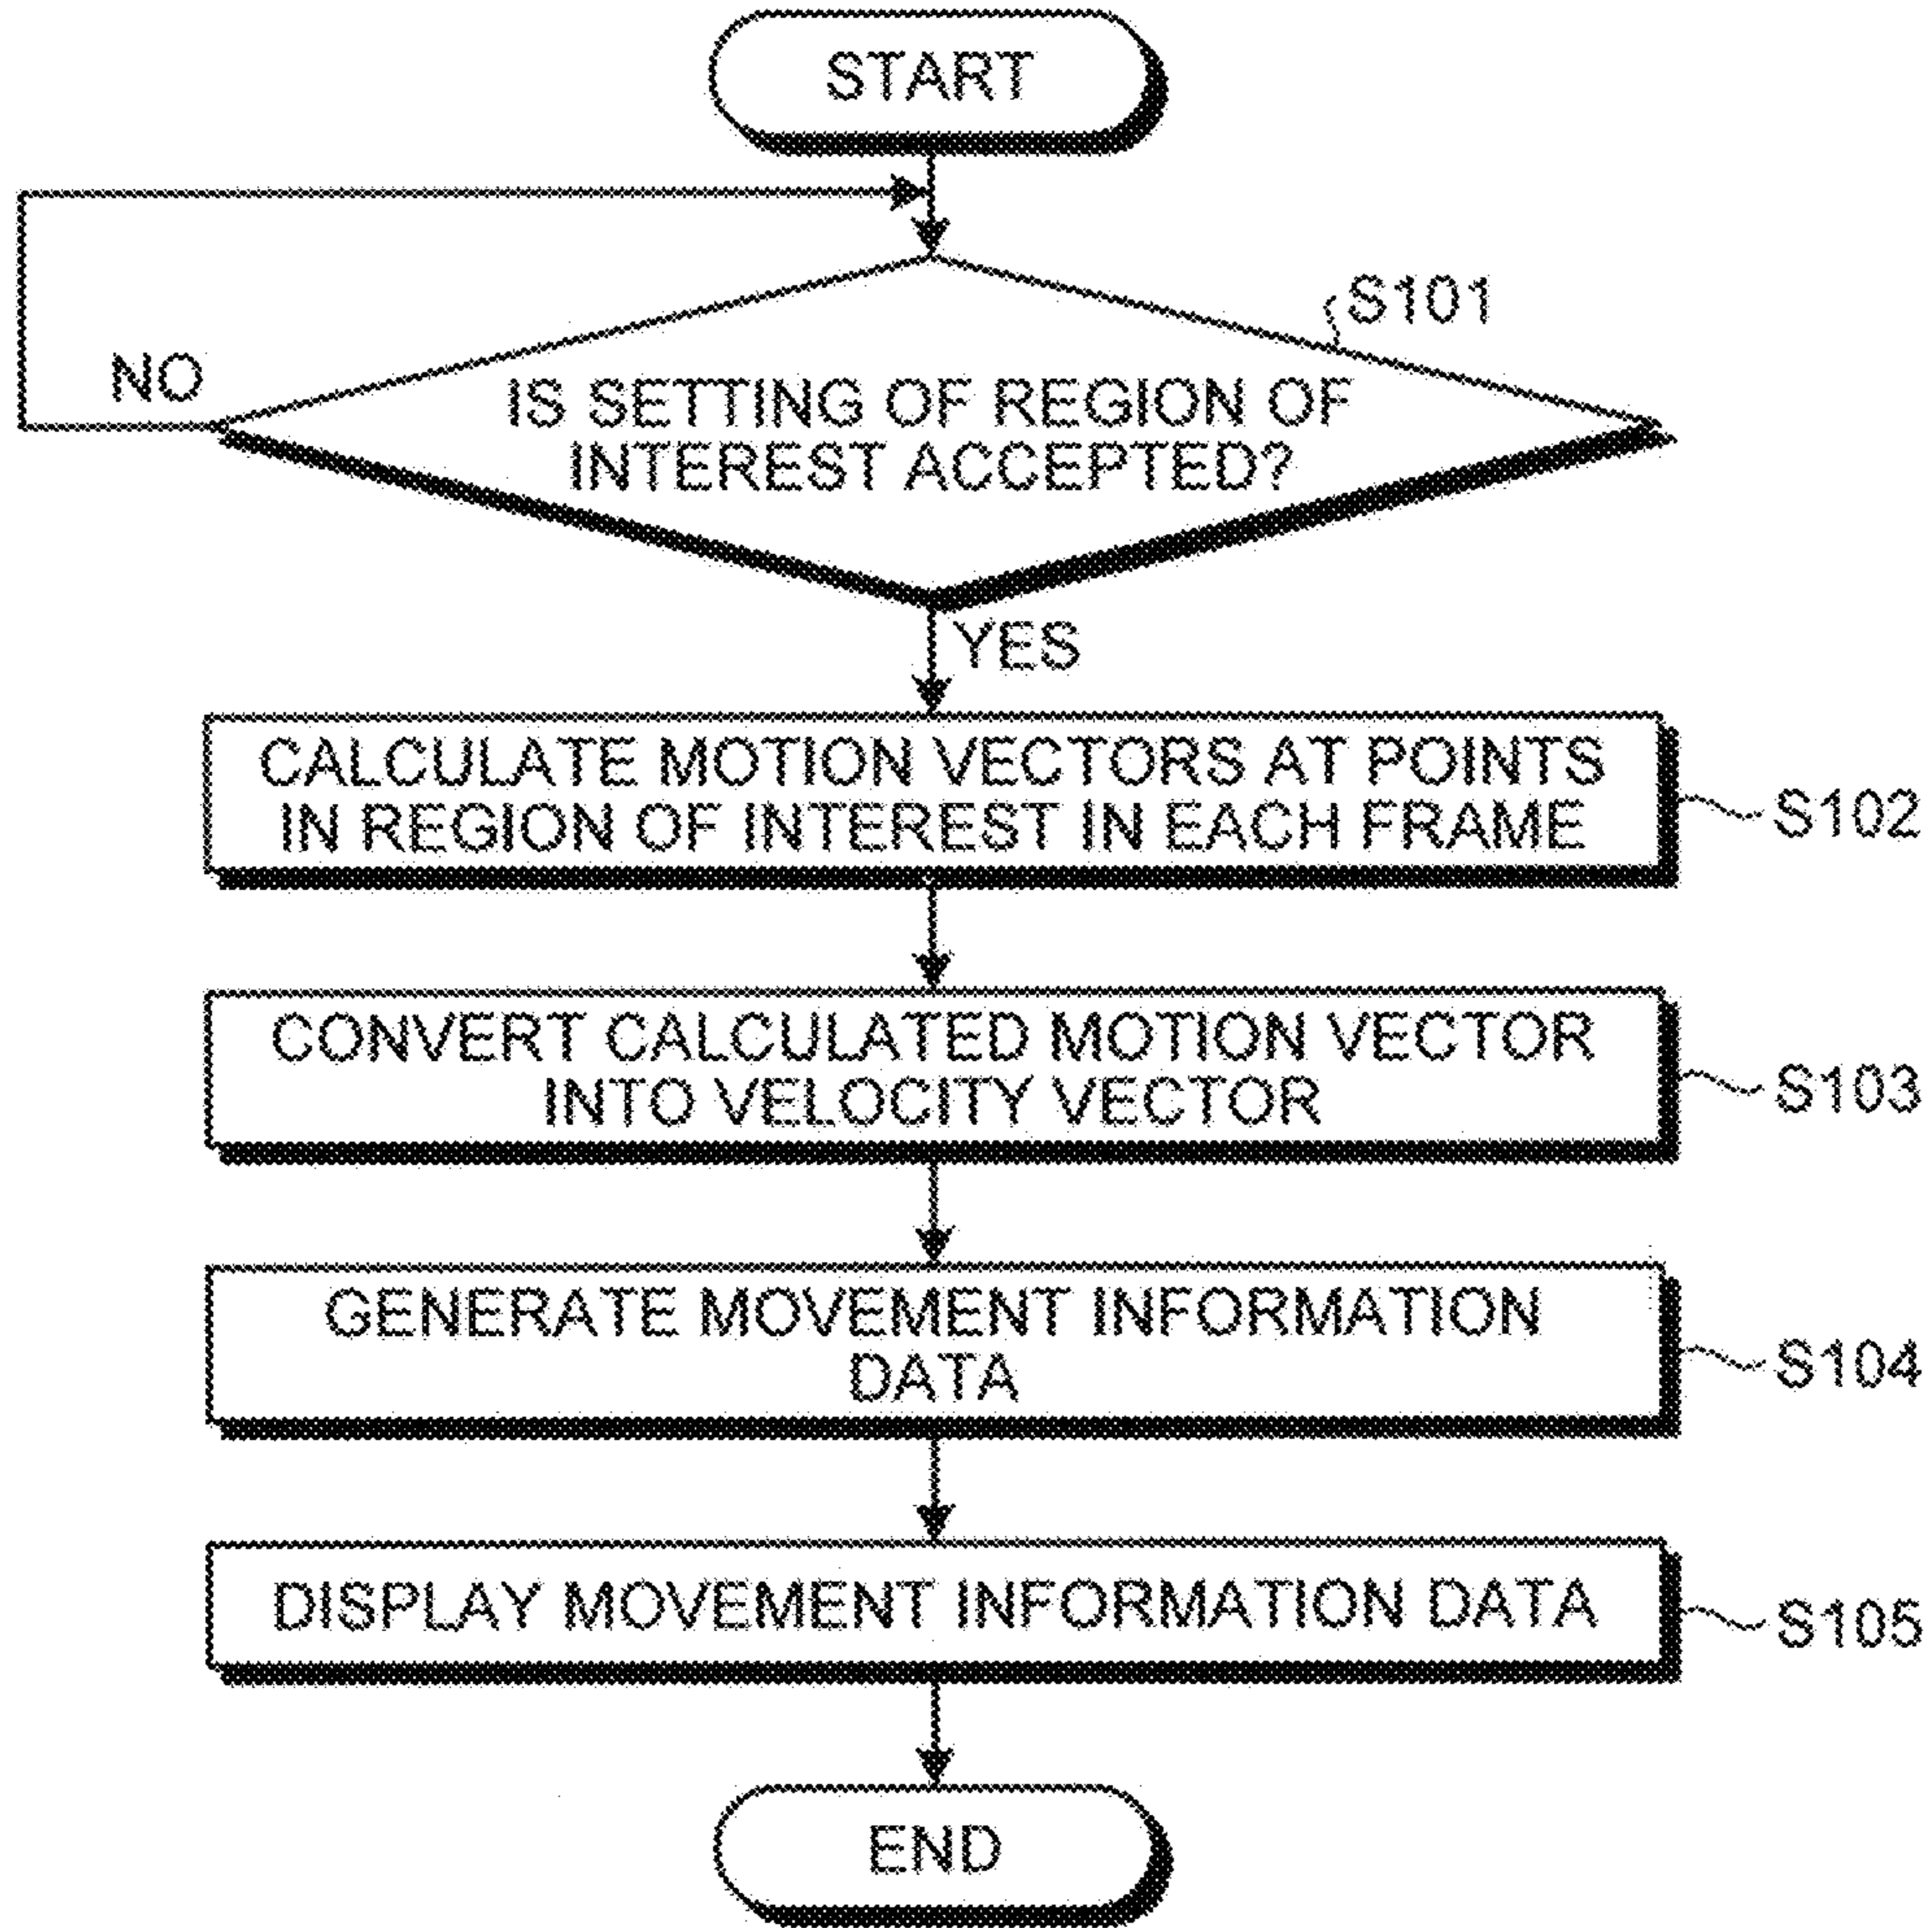 START
S101
NO
IS SETTING OF REGION OF
INTEREST ACCEPTED?
YES
CALCULATE MOTION VECTORS AT POINTS
IN REGION OF INTEREST IN EACH FRAME
S102
CONVERT CALCULATED MOTION VECTOR
INTO VELOCITY VECTOR
S103
GENERATE MOVEMENT INFORMATION
DATA
S104
DISPLAY MOVEMENT INFORMATION DATA
S105
END